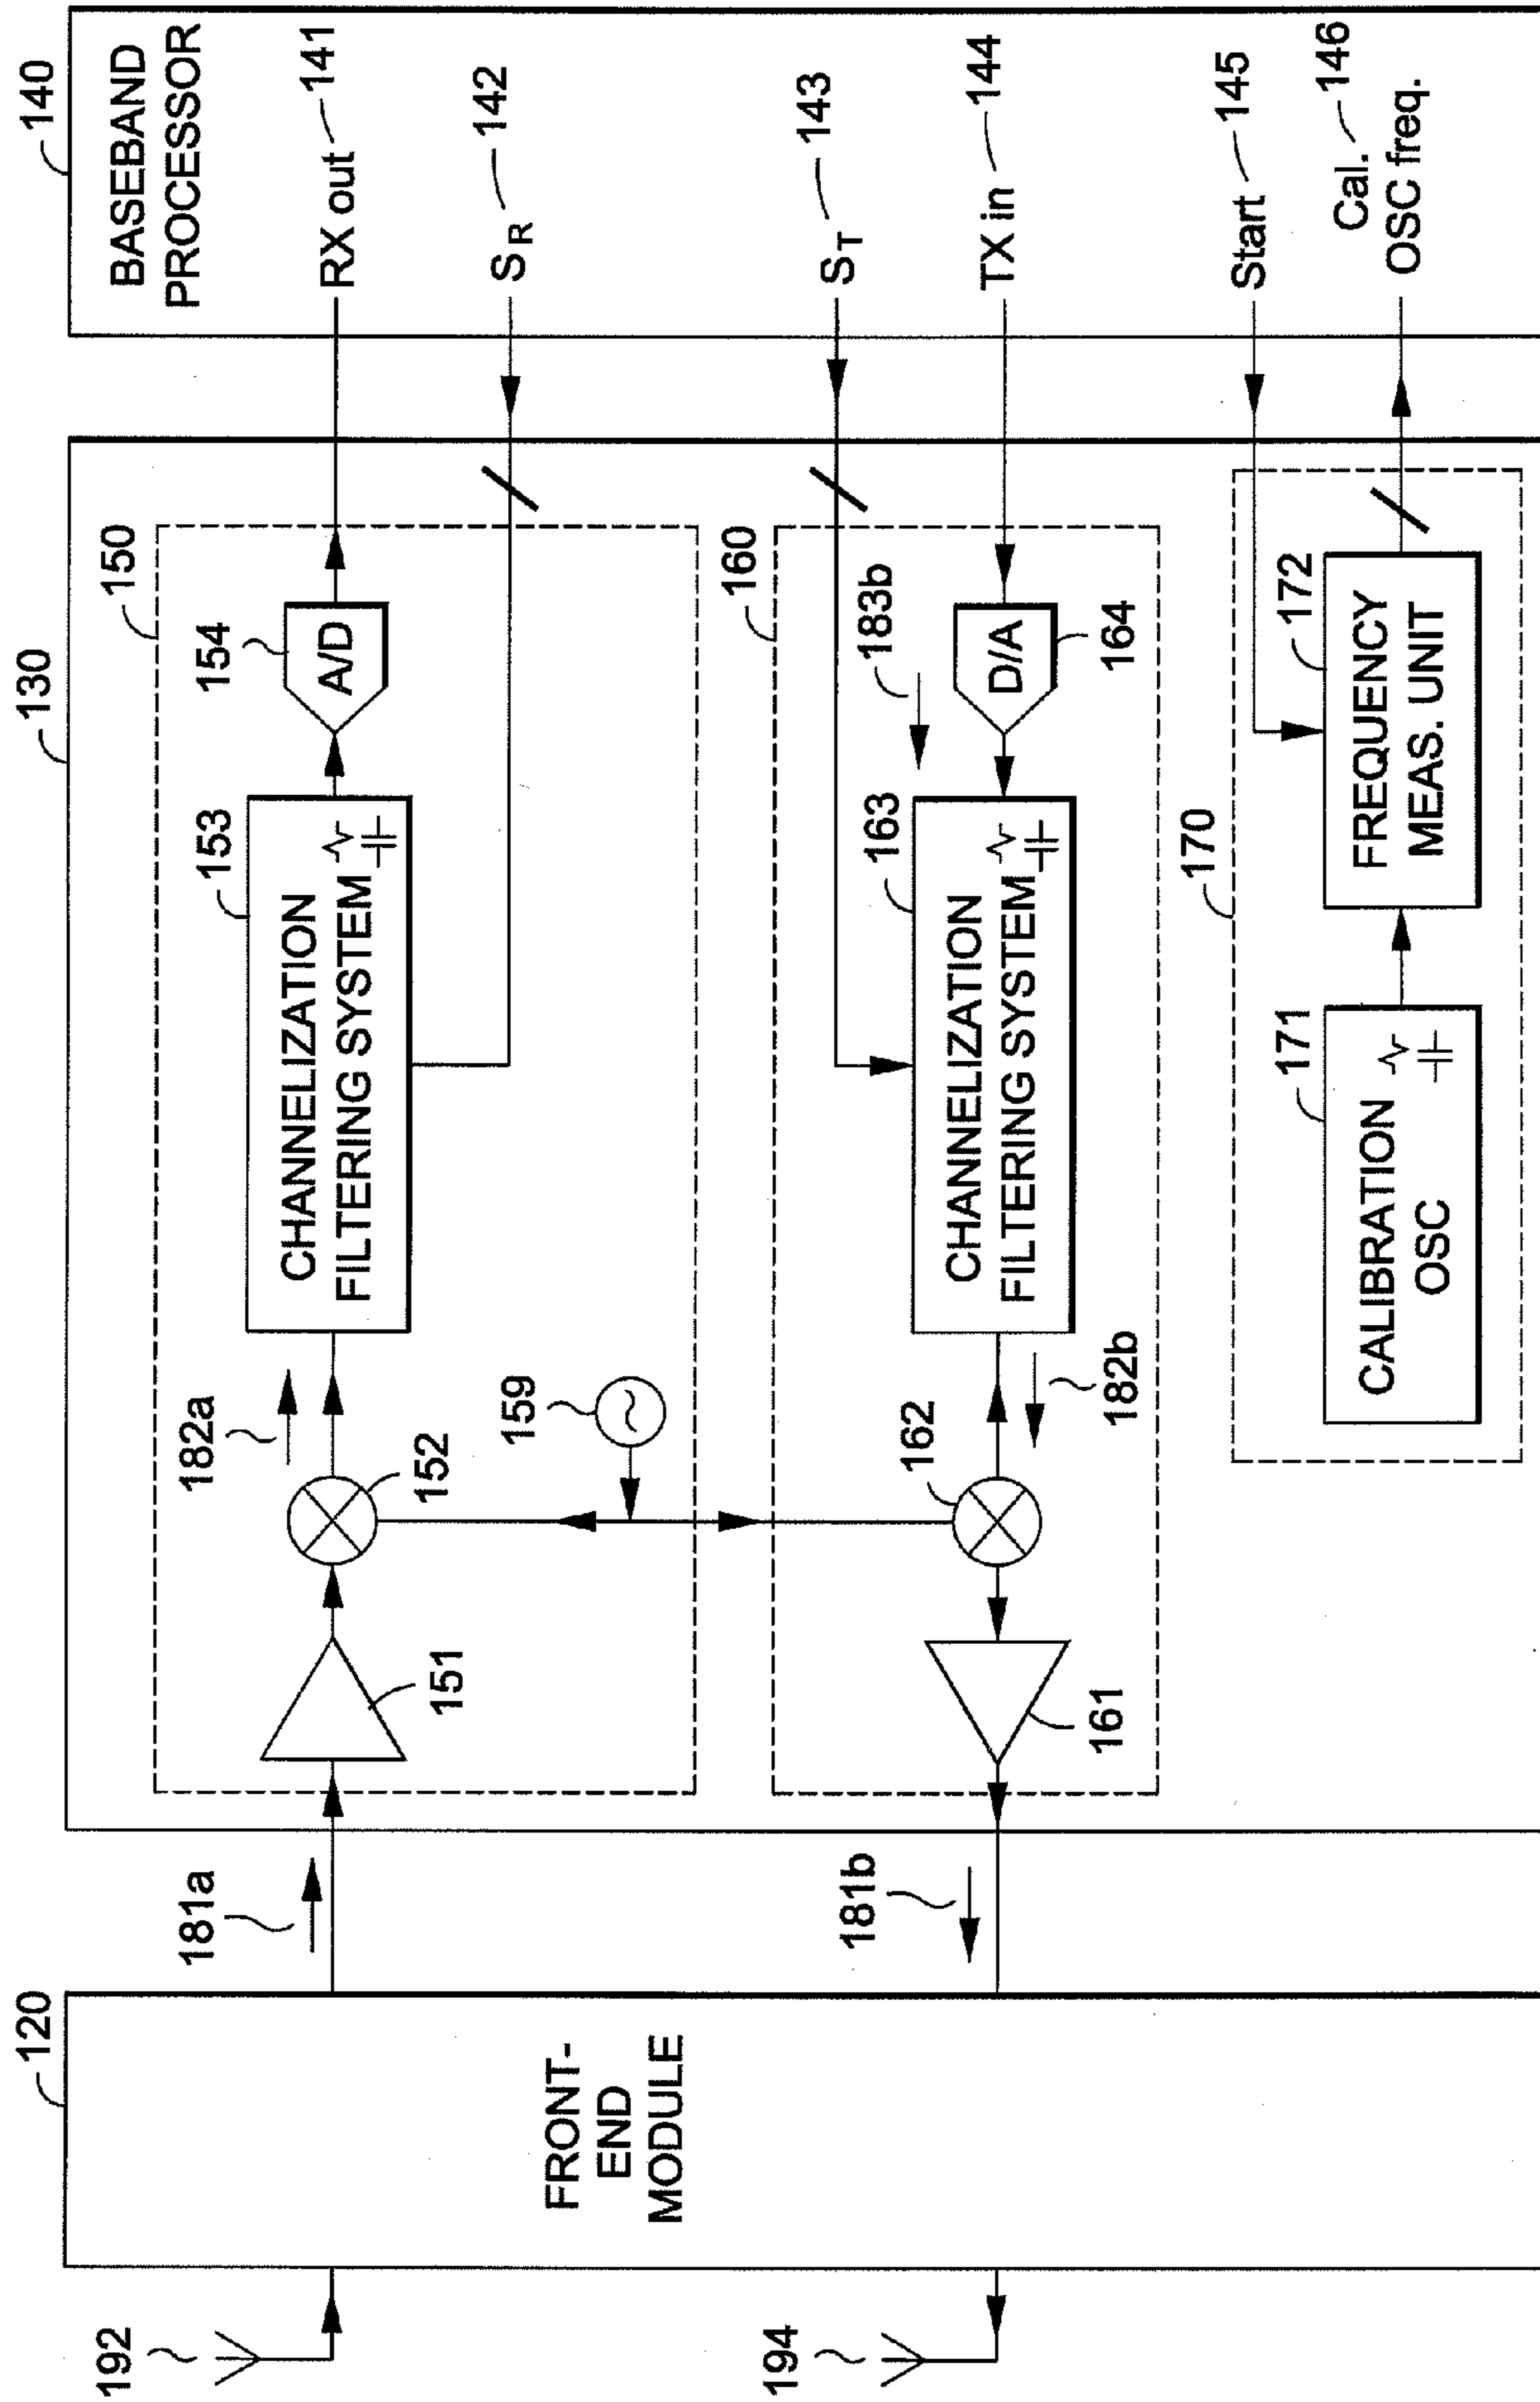 120
FRONT-
END
MODULE
192
194
181a
181b
130
150
151
152
182a
159
153
CHANNELIZATION
FILTERING SYSTEM
154
A/D
160
161
162
182b
163
CHANNELIZATION
FILTERING SYSTEM
183b
D/A
164
170
171
CALIBRATION
OSC
172
FREQUENCY
MEAS. UNIT
140
BASEBAND
PROCESSOR
RX out 141
SR 142
ST 143
TX in 144
Start 145
Cal. 146
OSC freq.